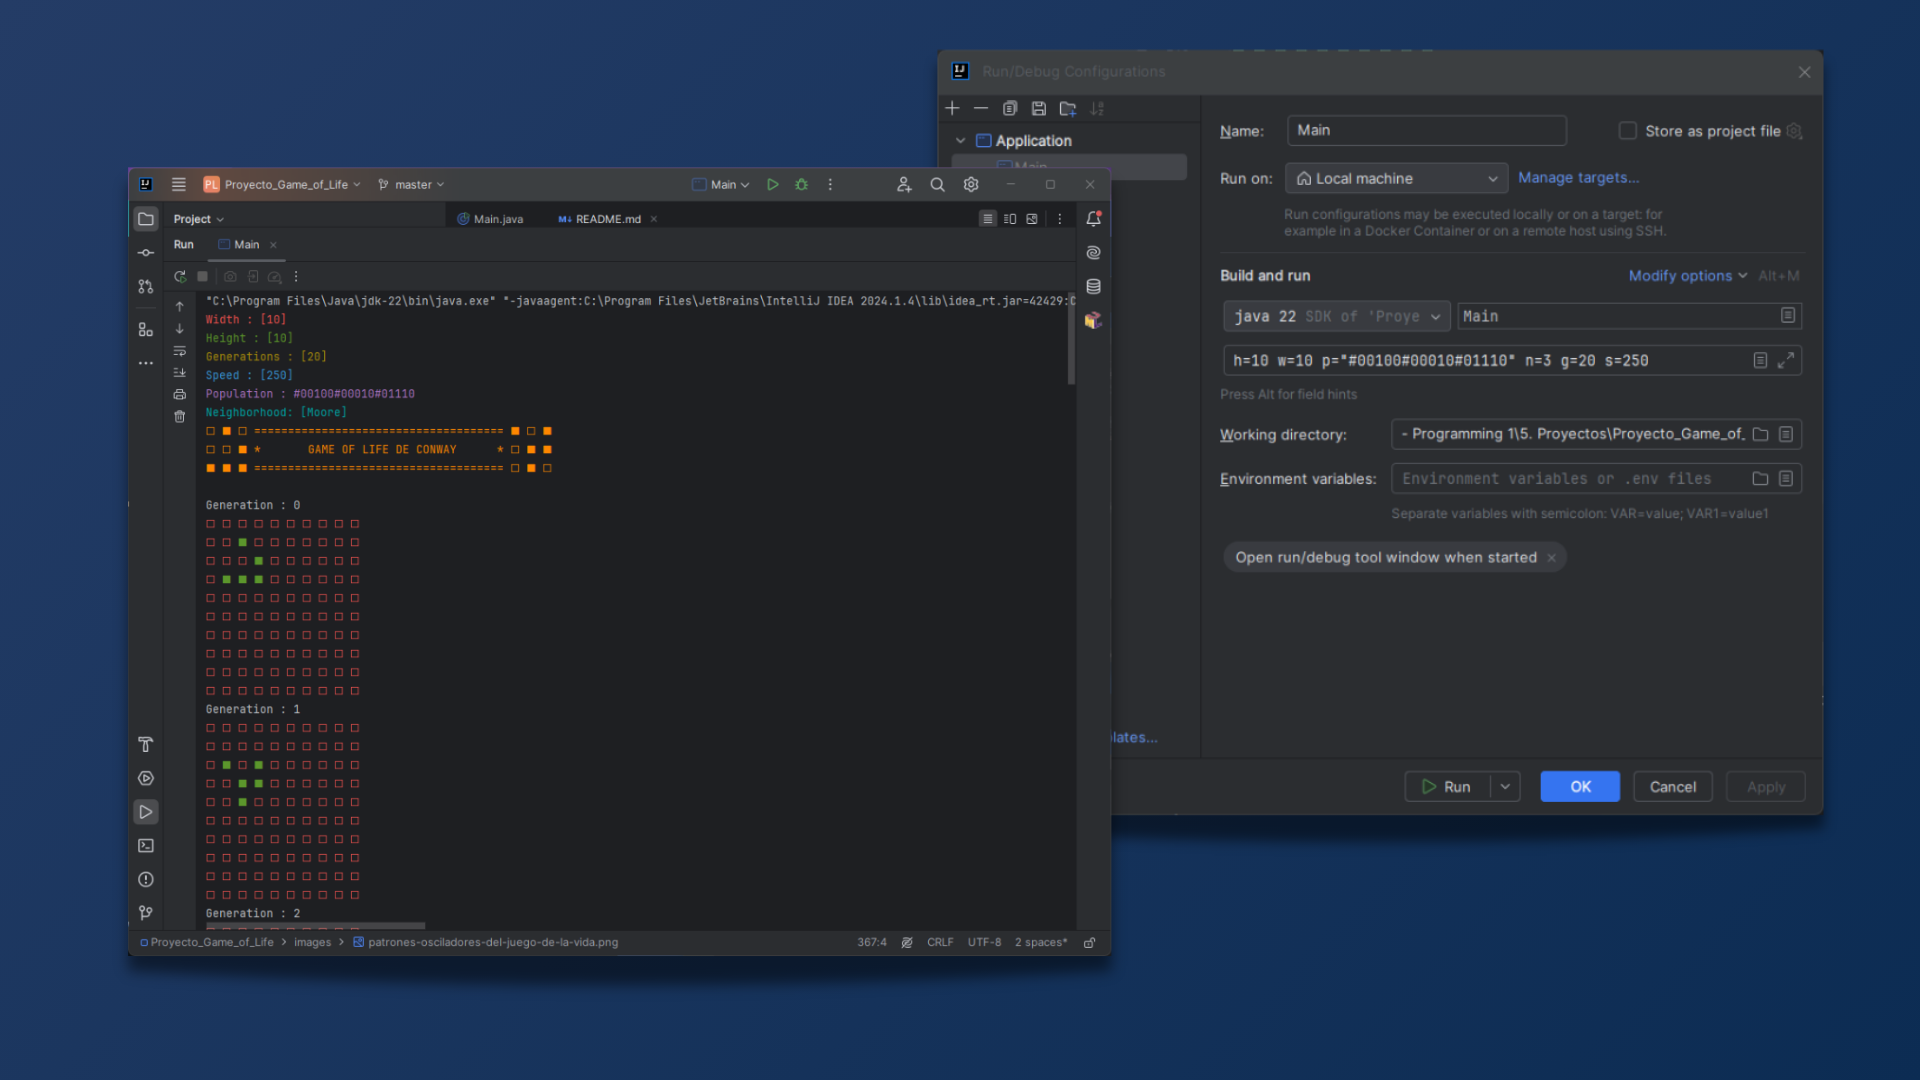 Run/Debug Configurations
Application
Main
Name: Main
Store as project file
Run on: Local machine
Manage targets...
Run configurations may be executed locally or on a target: for
example in a Docker Container or on a remote host using SSH.
Build and run
Modify options Alt+M
java 22 SDK of 'Proye
Main
h=10 w=10 p="#00100#00010#01110" n=3 g=20 s=250
Press Alt for field hints
Working directory: - Programming 1\5. Proyectos\Proyecto_Game_of_
Environment variables: Environment variables or .env files
Separate variables with semicolon: VAR=value; VAR1=value1
Open run/debug tool window when started
lates...
Run
OK
Cancel
Apply
PL Proyecto_Game_of_Life master
Main
Project
Main.java
M↓ README.md
Run Main
"C:\Program Files\Java\jdk-22\bin\java.exe" "-javaagent:C:\Program Files\JetBrains\IntelliJ IDEA 2024.1.4\lib\idea_rt.jar=42429:C
Width : [10]
Height : [10]
Generations : [20]
Speed : [250]
Population : #00100#00010#01110
Neighborhood: [Moore]
□ ■ □ ===================================== ■ □ ■
□ □ ■ * GAME OF LIFE DE CONWAY * □ ■ ■
■ ■ ■ ===================================== □ ■ □
Generation : 0
□ □ □ □ □ □ □ □ □ □
□ □ ■ □ □ □ □ □ □ □
□ □ □ ■ □ □ □ □ □ □
□ ■ ■ ■ □ □ □ □ □ □
□ □ □ □ □ □ □ □ □ □
□ □ □ □ □ □ □ □ □ □
□ □ □ □ □ □ □ □ □ □
□ □ □ □ □ □ □ □ □ □
□ □ □ □ □ □ □ □ □ □
□ □ □ □ □ □ □ □ □ □
Generation : 1
□ □ □ □ □ □ □ □ □ □
□ □ □ □ □ □ □ □ □ □
□ ■ □ ■ □ □ □ □ □ □
□ □ ■ ■ □ □ □ □ □ □
□ □ ■ □ □ □ □ □ □ □
□ □ □ □ □ □ □ □ □ □
□ □ □ □ □ □ □ □ □ □
□ □ □ □ □ □ □ □ □ □
□ □ □ □ □ □ □ □ □ □
□ □ □ □ □ □ □ □ □ □
Generation : 2
Proyecto_Game_of_Life > images > patrones-osciladores-del-juego-de-la-vida.png
367:4 CRLF UTF-8 2 spaces*